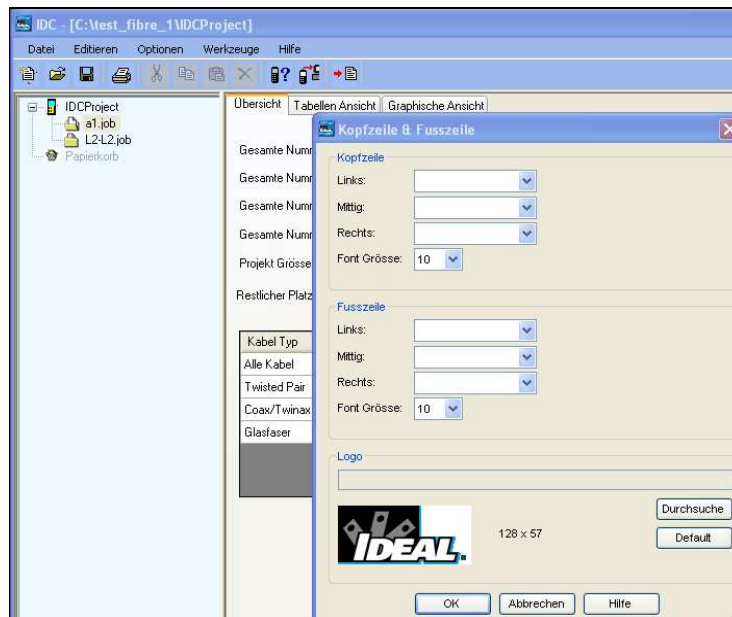 IDC - [C:\test_fibre_1\IDCProject]
Datei Editieren Optionen Werkzeuge Hilfe
IDCProject
a1.job
L2-L2.job
Papierkorb
Übersicht Tabellen Ansicht Graphische Ansicht
Gesamte Numm
Gesamte Numm
Gesamte Numm
Gesamte Numm
Projekt Grösse
Restlicher Platz
Kabel Typ
Alle Kabel
Twisted Pair
Coax/Twinax
Glasfaser
Kopfzeile & Fusszeile
Kopfzeile
Links:
Mittig:
Rechts:
Font Grösse: 10
Fusszeile
Links:
Mittig:
Rechts:
Font Grösse: 10
Logo
Durchsuche
IDEAL. 128 x 57
Default
OK Abbrechen Hilfe